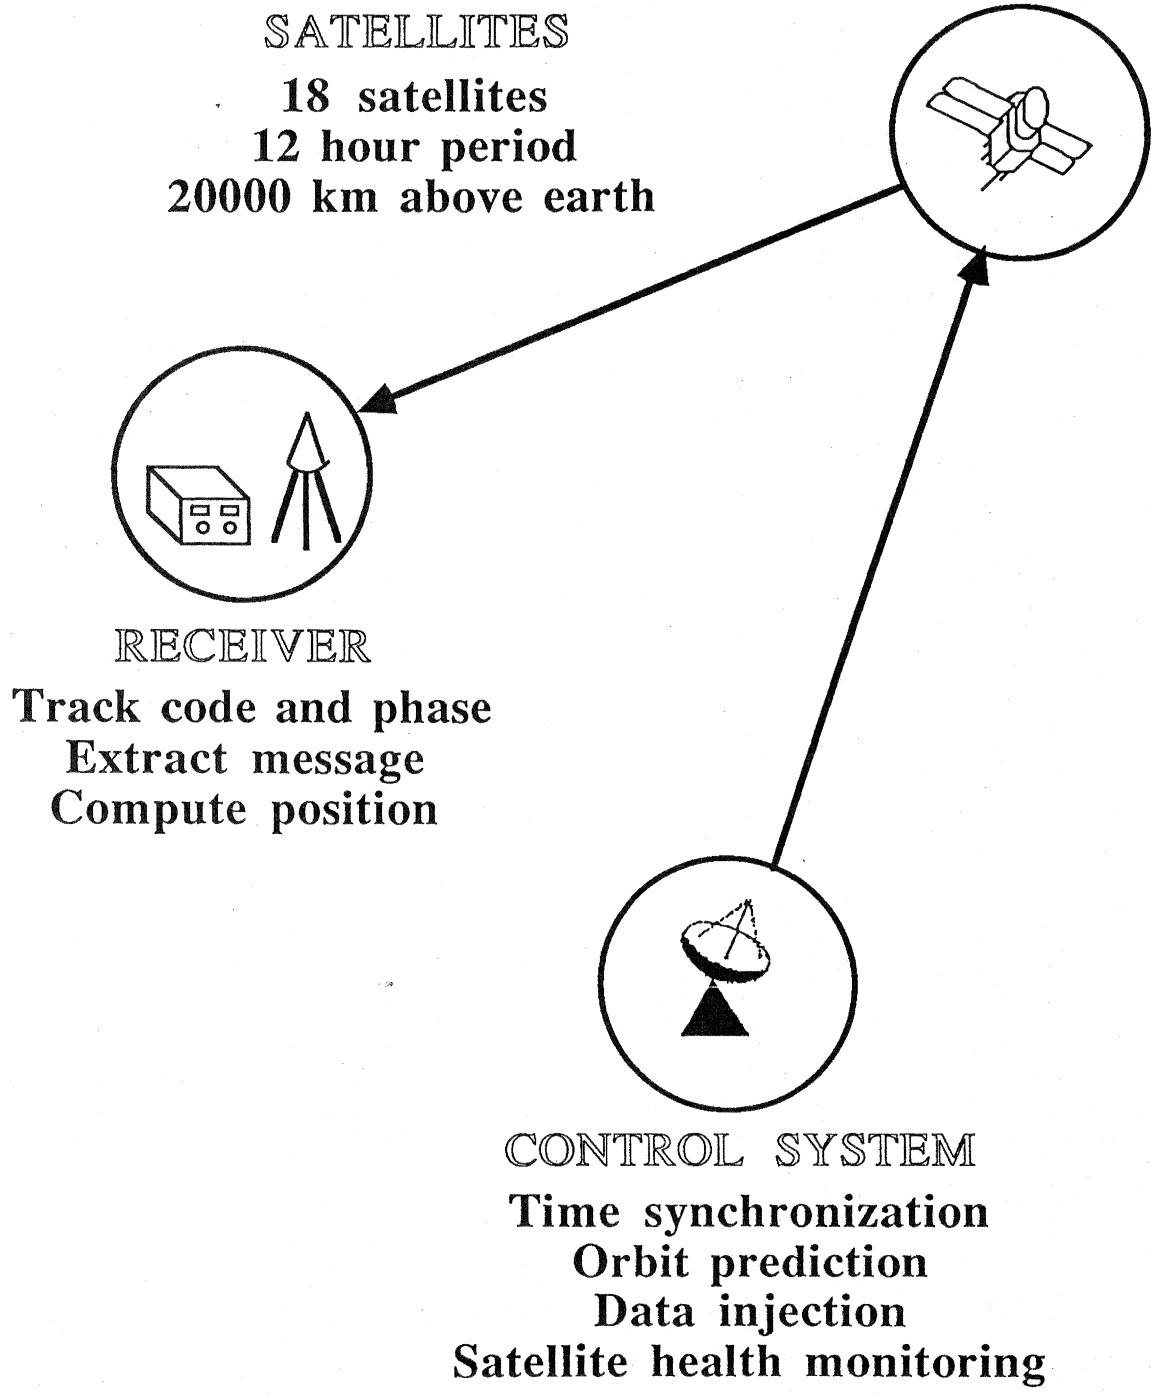 SATELLITES
18 satellites
12 hour period
20000 km above earth
RECEIVER
Track code and phase
Extract message
Compute position
CONTROL SYSTEM
Time synchronization
Orbit prediction
Data injection
Satellite health monitoring